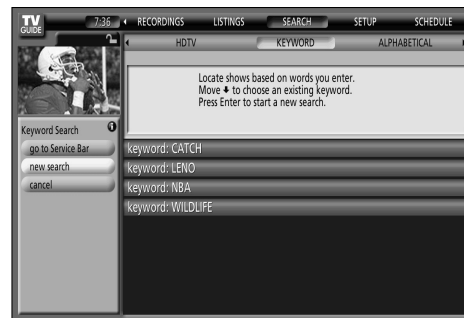 TV
GUIDE
7:36
RECORDINGS LISTINGS SEARCH SETUP SCHEDULE
HDTV KEYWORD ALPHABETICAL
Locate shows based on words you enter.
Move ↓ to choose an existing keyword.
Press Enter to start a new search.
Keyword Search
go to Service Bar
new search
cancel
keyword: CATCH
keyword: LENO
keyword: NBA
keyword: WILDLIFE